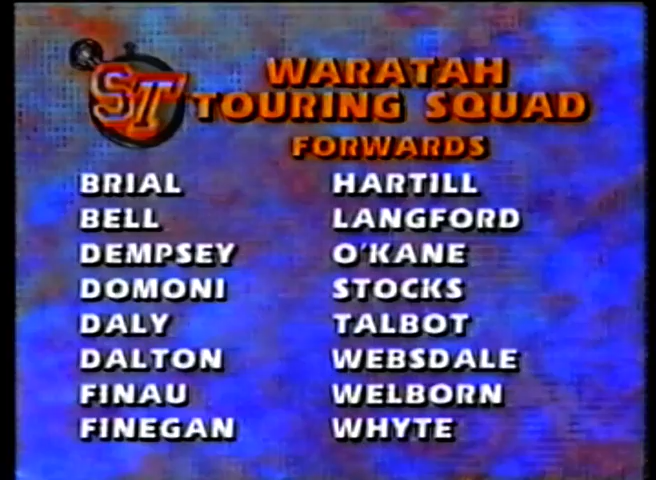 ST
WARATAH
TOURING SQUAD
FORWARDS
BRIAL
BELL
DEMPSEY
DOMONI
DALY
DALTON
FINAU
FINEGAN
HARTILL
LANGFORD
O'KANE
STOCKS
TALBOT
WEBSDALE
WELBORN
WHYTE